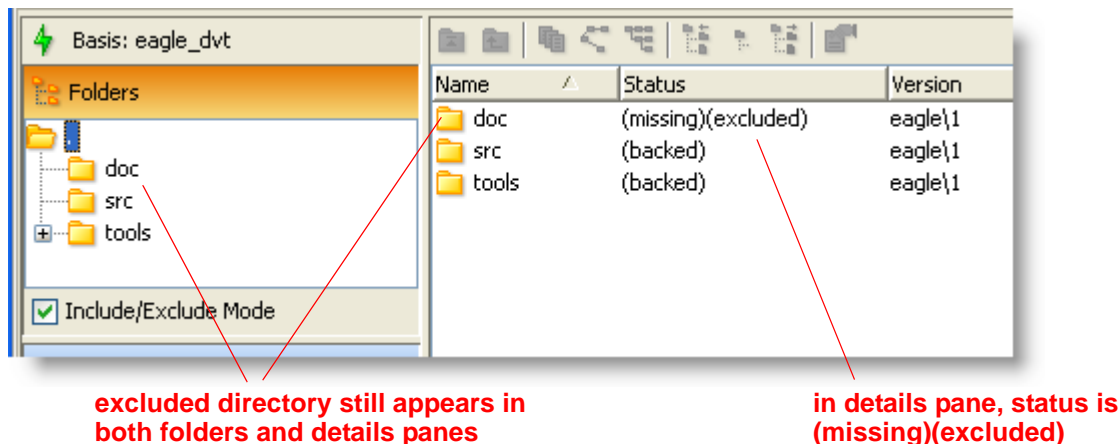 Basis: eagle_dvt
Folders
.
doc
src
tools
Include/Exclude Mode
Name Status Version
doc (missing)(excluded) eagle\1
src (backed) eagle\1
tools (backed) eagle\1
excluded directory still appears in
both folders and details panes
in details pane, status is
(missing)(excluded)